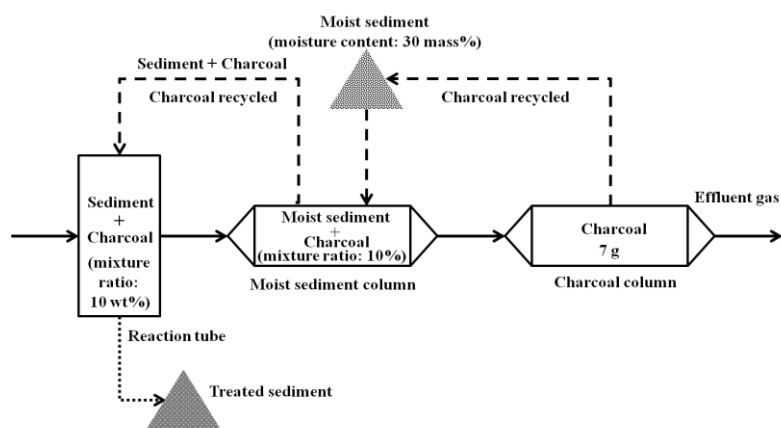 Moist sediment
(moisture content: 30 mass%)
Sediment + Charcoal
Charcoal recycled
Charcoal recycled
Sediment
+
Charcoal
(mixture
ratio:
10 wt%)
Moist sediment
+
Charcoal
(mixture ratio: 10%)
Moist sediment column
Charcoal
7 g
Charcoal column
Effluent gas
Reaction tube
Treated sediment